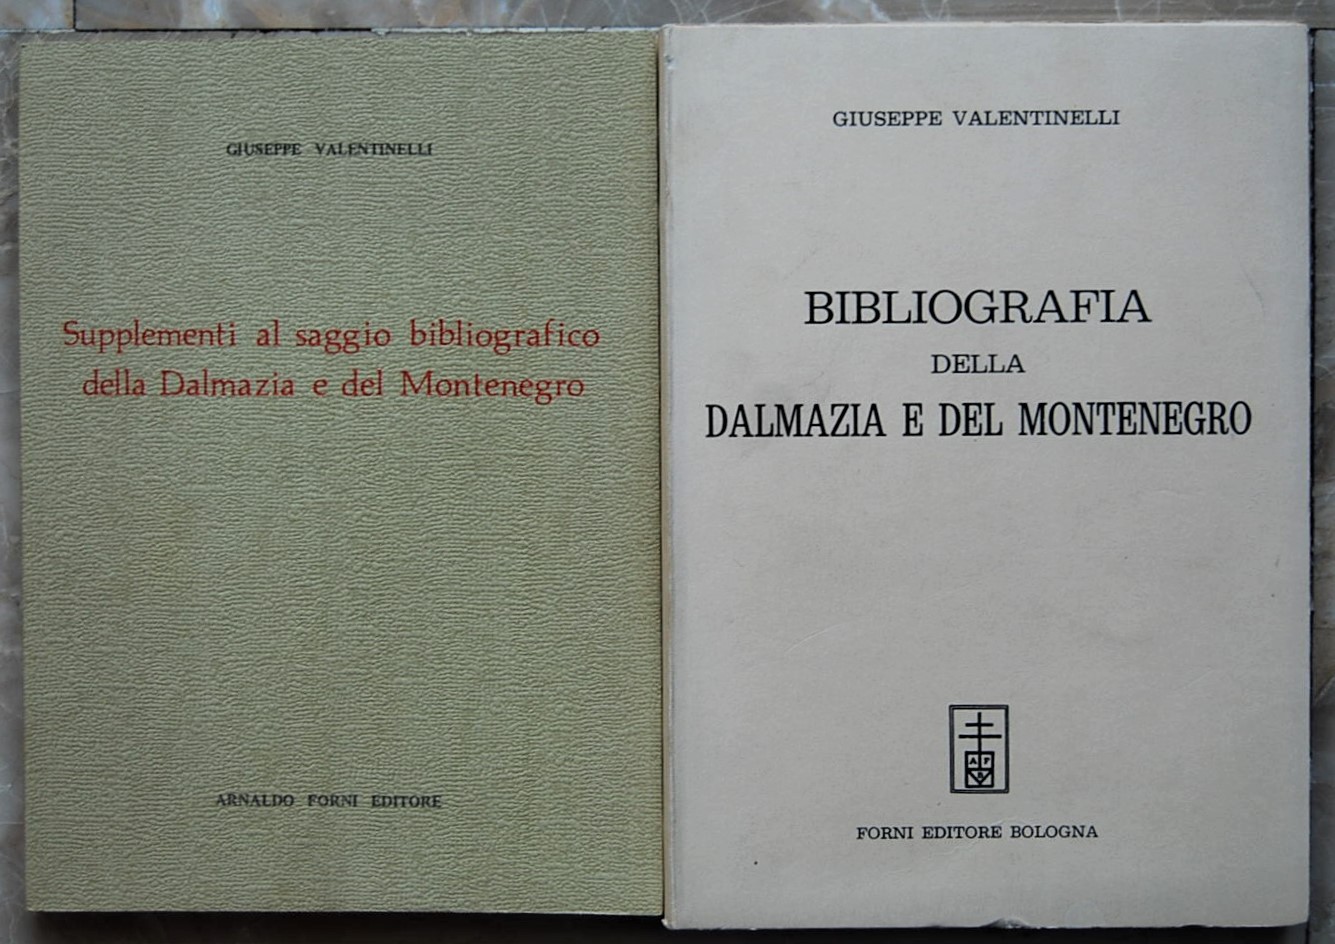 GIUSEPPE VALENTINELLI
Supplementi al saggio bibliografico
della Dalmazia e del Montenegro
ARNALDO FORNI EDITORE
GIUSEPPE VALENTINELLI
BIBLIOGRAFIA
DELLA
DALMAZIA E DEL MONTENEGRO
A F
FORNI EDITORE BOLOGNA